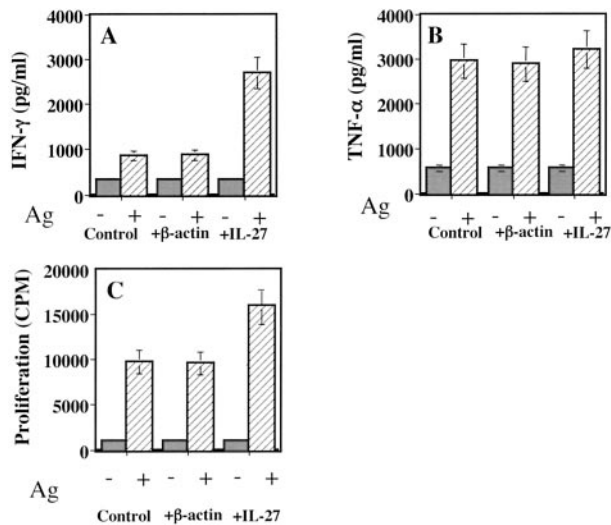 A
IFN-γ (pg/ml)
4000
3000
2000
1000
0
Ag - + - + - +
Control +β-actin +IL-27
B
TNF-α (pg/ml)
4000
3000
2000
1000
0
Ag - + - + - +
Control +β-actin +IL-27
C
Proliferation (CPM)
20000
15000
10000
5000
0
Ag - + - + - +
Control +β-actin +IL-27